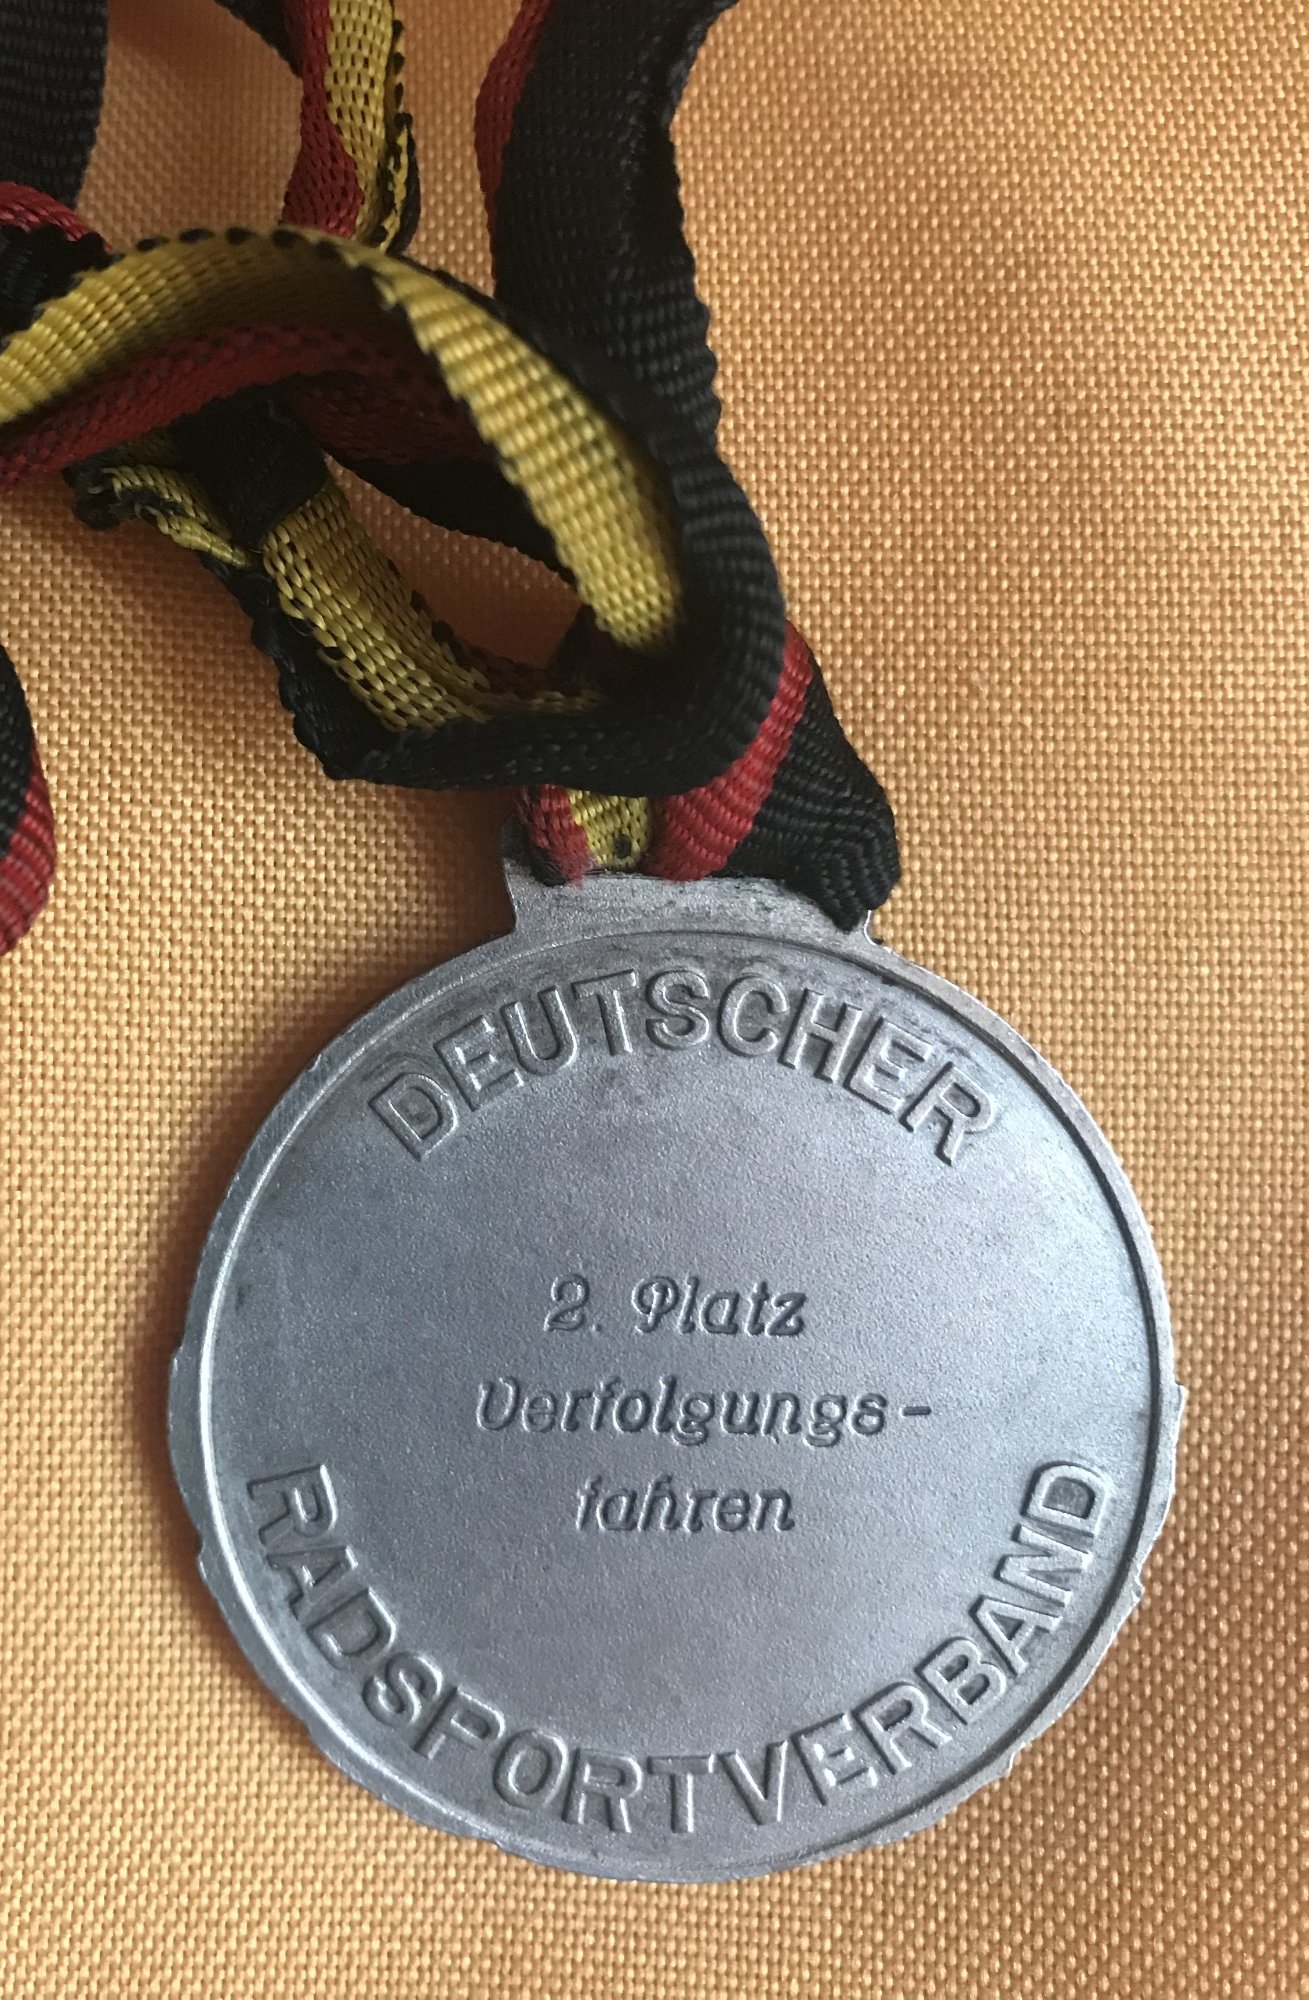 DEUTSCHER
2. Platz
Verfolgungs-
fahren
RADSPORTVERBAND